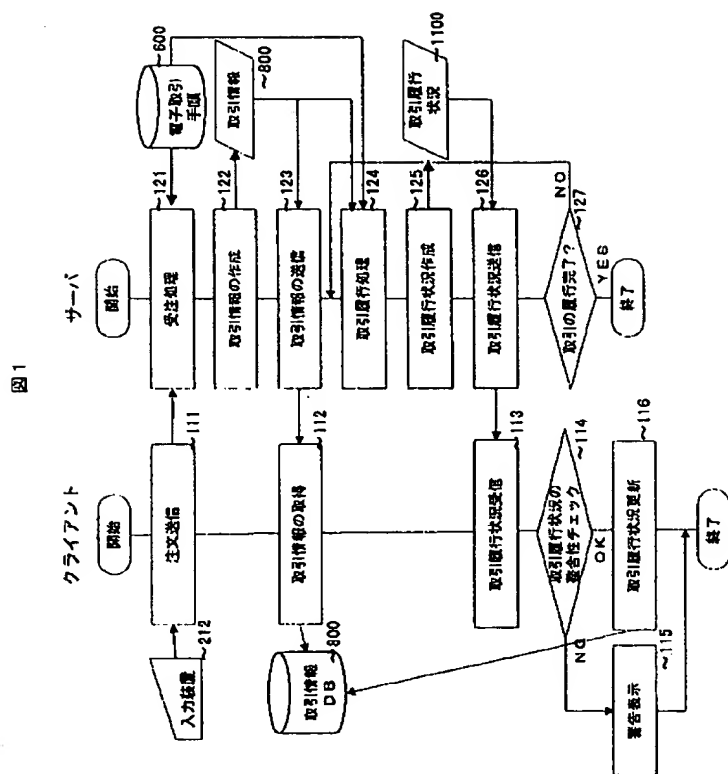 図1
クライアント
開始
入力装置
212
注文送信
111
取引情報の取得
112
取引情報
DB
800
取引履行状況受信
113
取引履行状況の
整合性チェック
114
NG
OK
警告表示
115
取引履行状況更新
116
終了
サーバ
開始
電子取引
手順
600
受注処理
121
取引情報の作成
122
取引情報
800
取引情報の送信
123
取引履行処理
124
取引履行状況作成
125
取引履行
状況
1100
取引履行状況送信
126
取引の履行完了?
127
NO
YES
終了